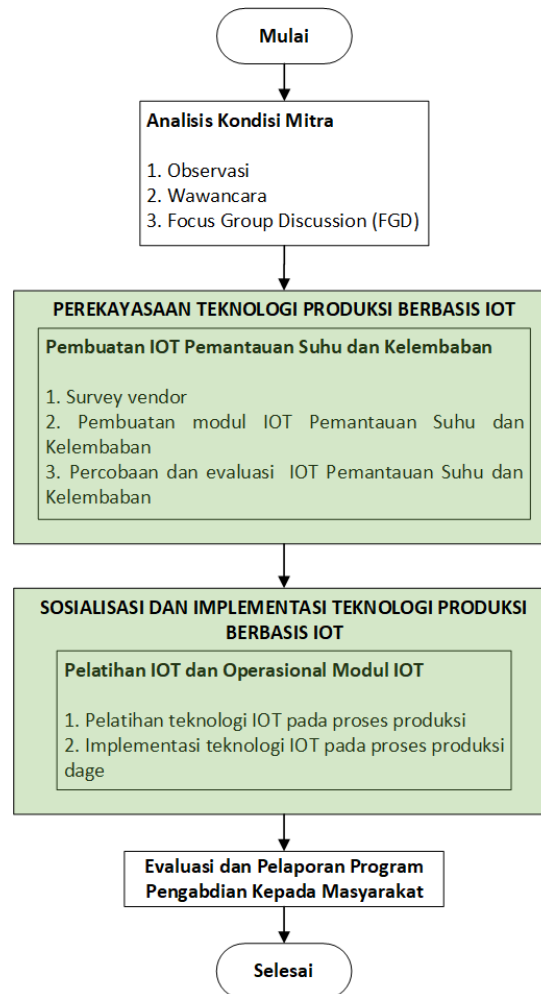 Mulai
Analisis Kondisi Mitra
1. Observasi
2. Wawancara
3. Focus Group Discussion (FGD)
PEREKAYASAAN TEKNOLOGI PRODUKSI BERBASIS IOT
Pembuatan IOT Pemantauan Suhu dan Kelembaban
1. Survey vendor
2. Pembuatan modul IOT Pemantauan Suhu dan
Kelembaban
3. Percobaan dan evaluasi IOT Pemantauan Suhu dan
Kelembaban
SOSIALISASI DAN IMPLEMENTASI TEKNOLOGI PRODUKSI
BERBASIS IOT
Pelatihan IOT dan Operasional Modul IOT
1. Pelatihan teknologi IOT pada proses produksi
2. Implementasi teknologi IOT pada proses produksi
dage
Evaluasi dan Pelaporan Program
Pengabdian Kepada Masyarakat
Selesai